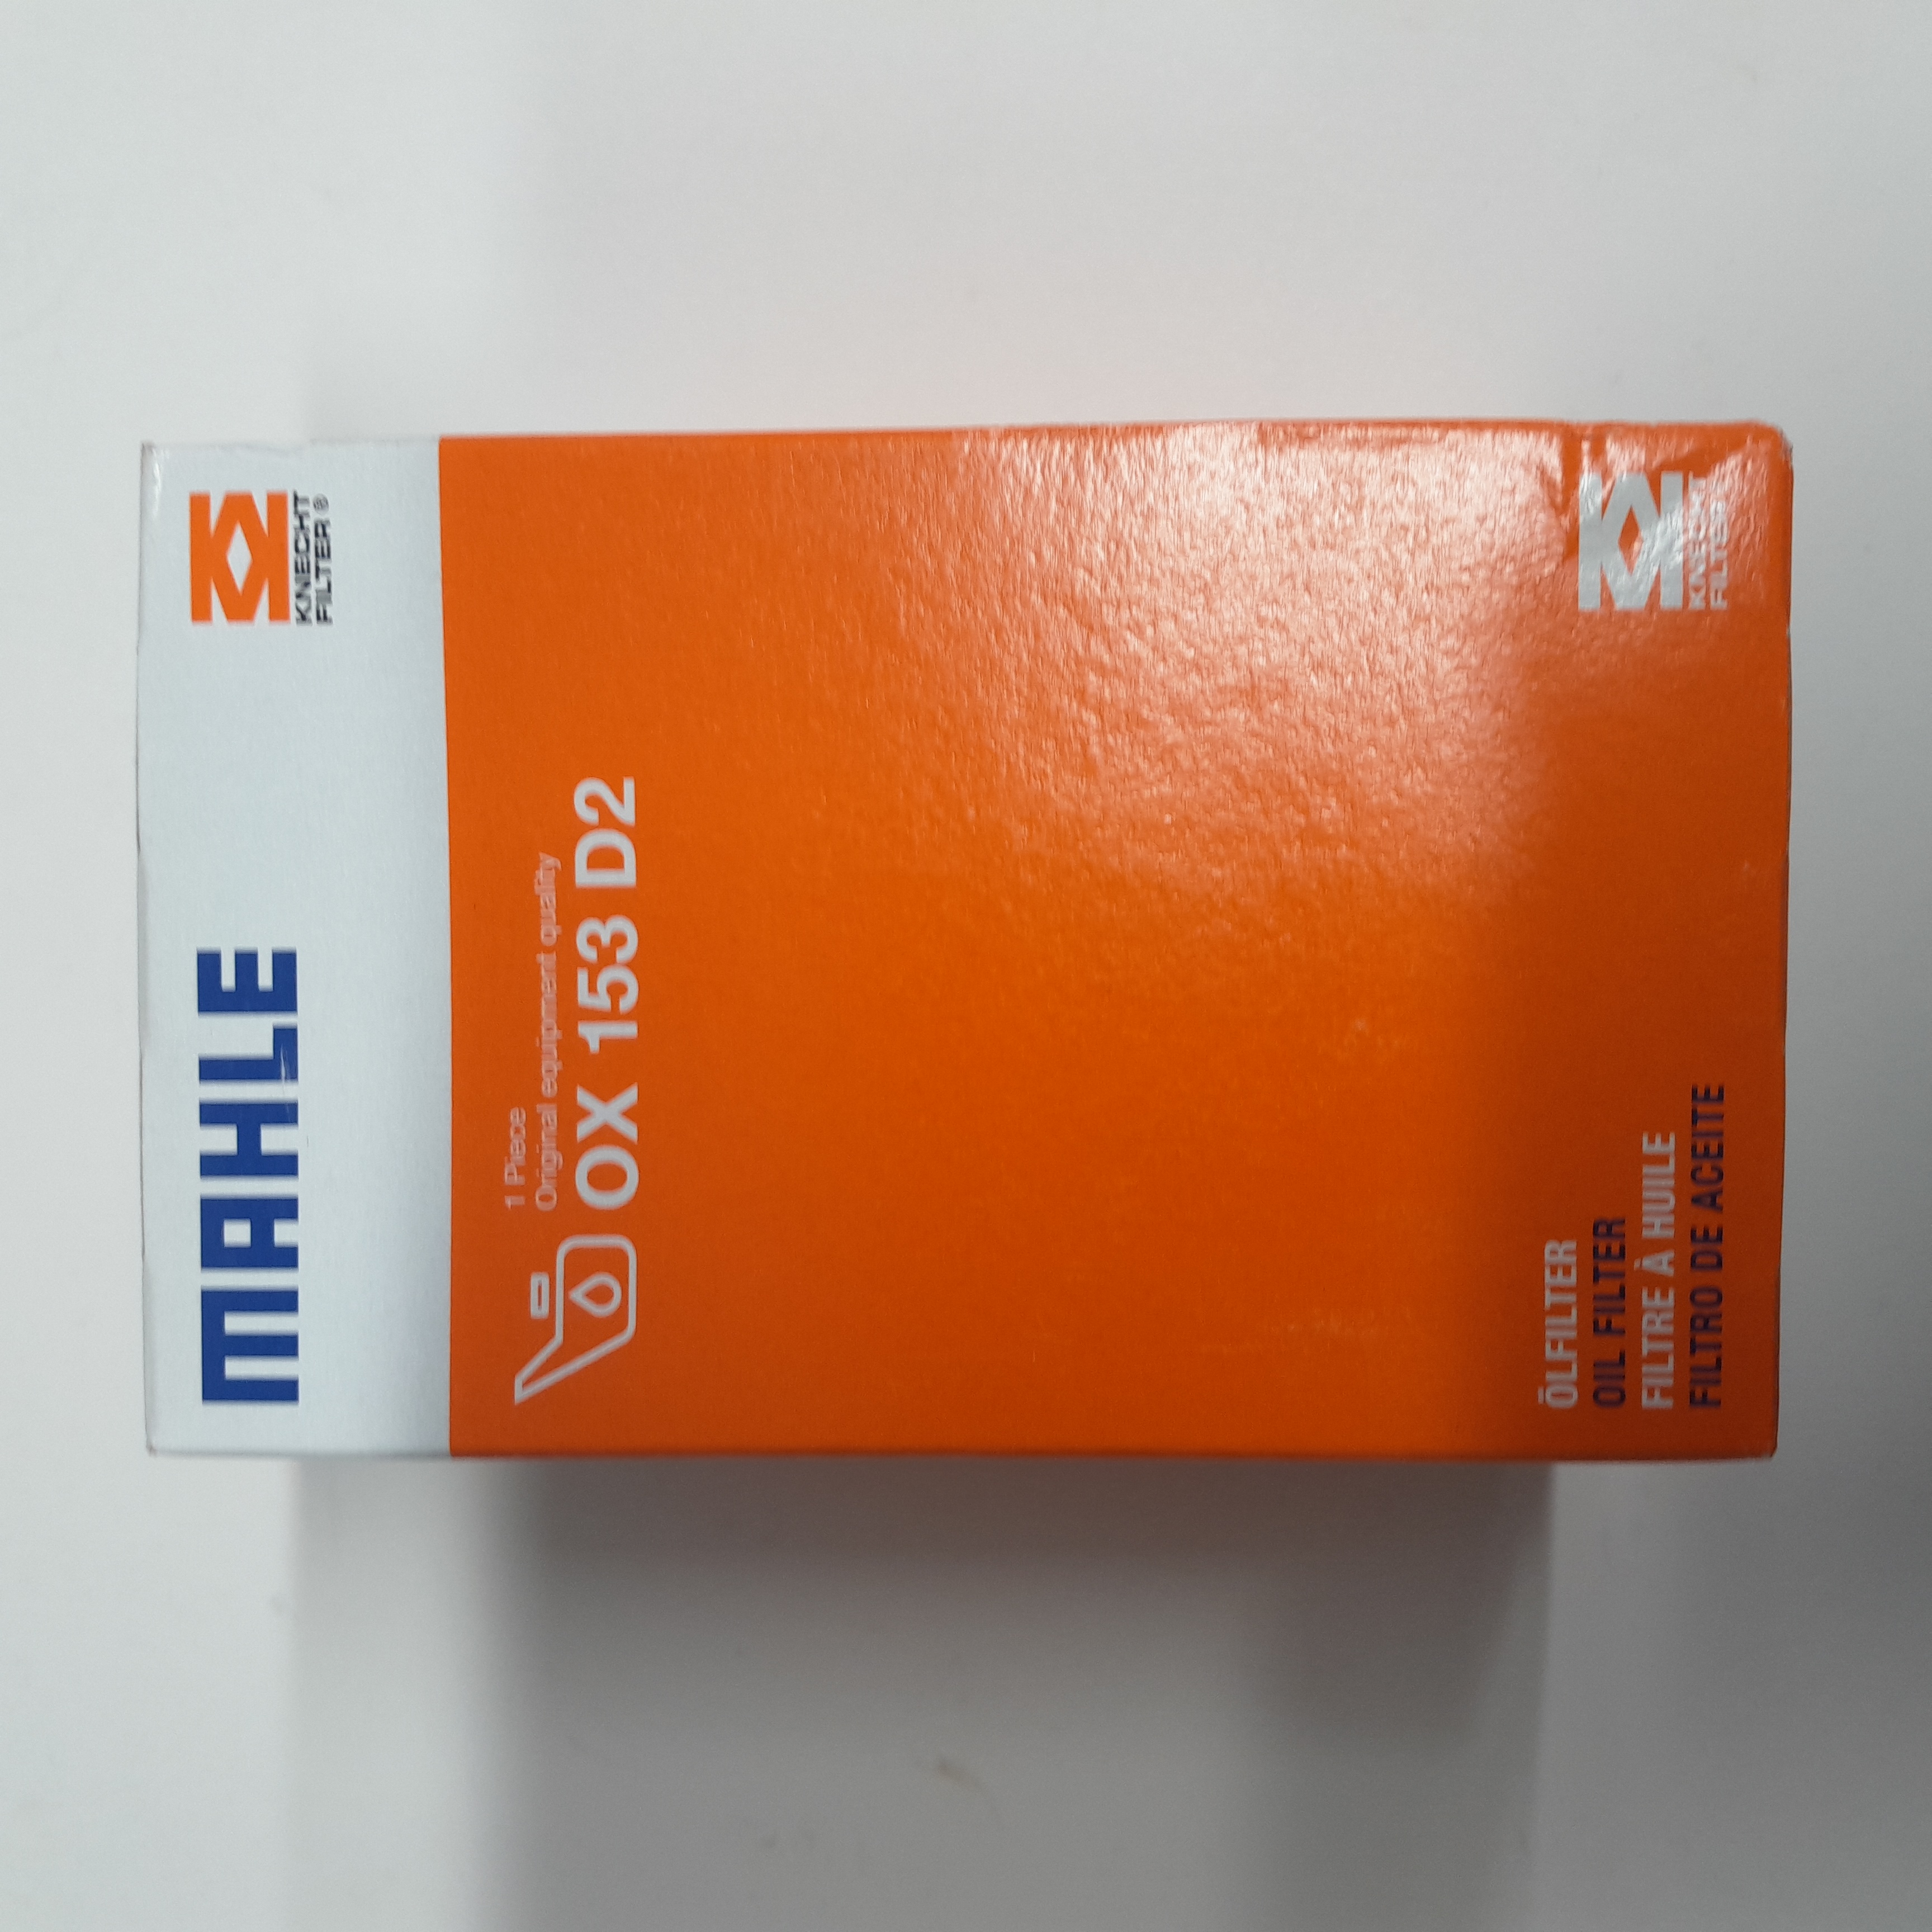 MAHLE
KNECHT
FILTER®
1 Piece
Original equipment quality
OX 153 D2
ÖLFILTER
OIL FILTER
FILTRE À HUILE
FILTRO DE ACEITE
KNECHT
FILTER